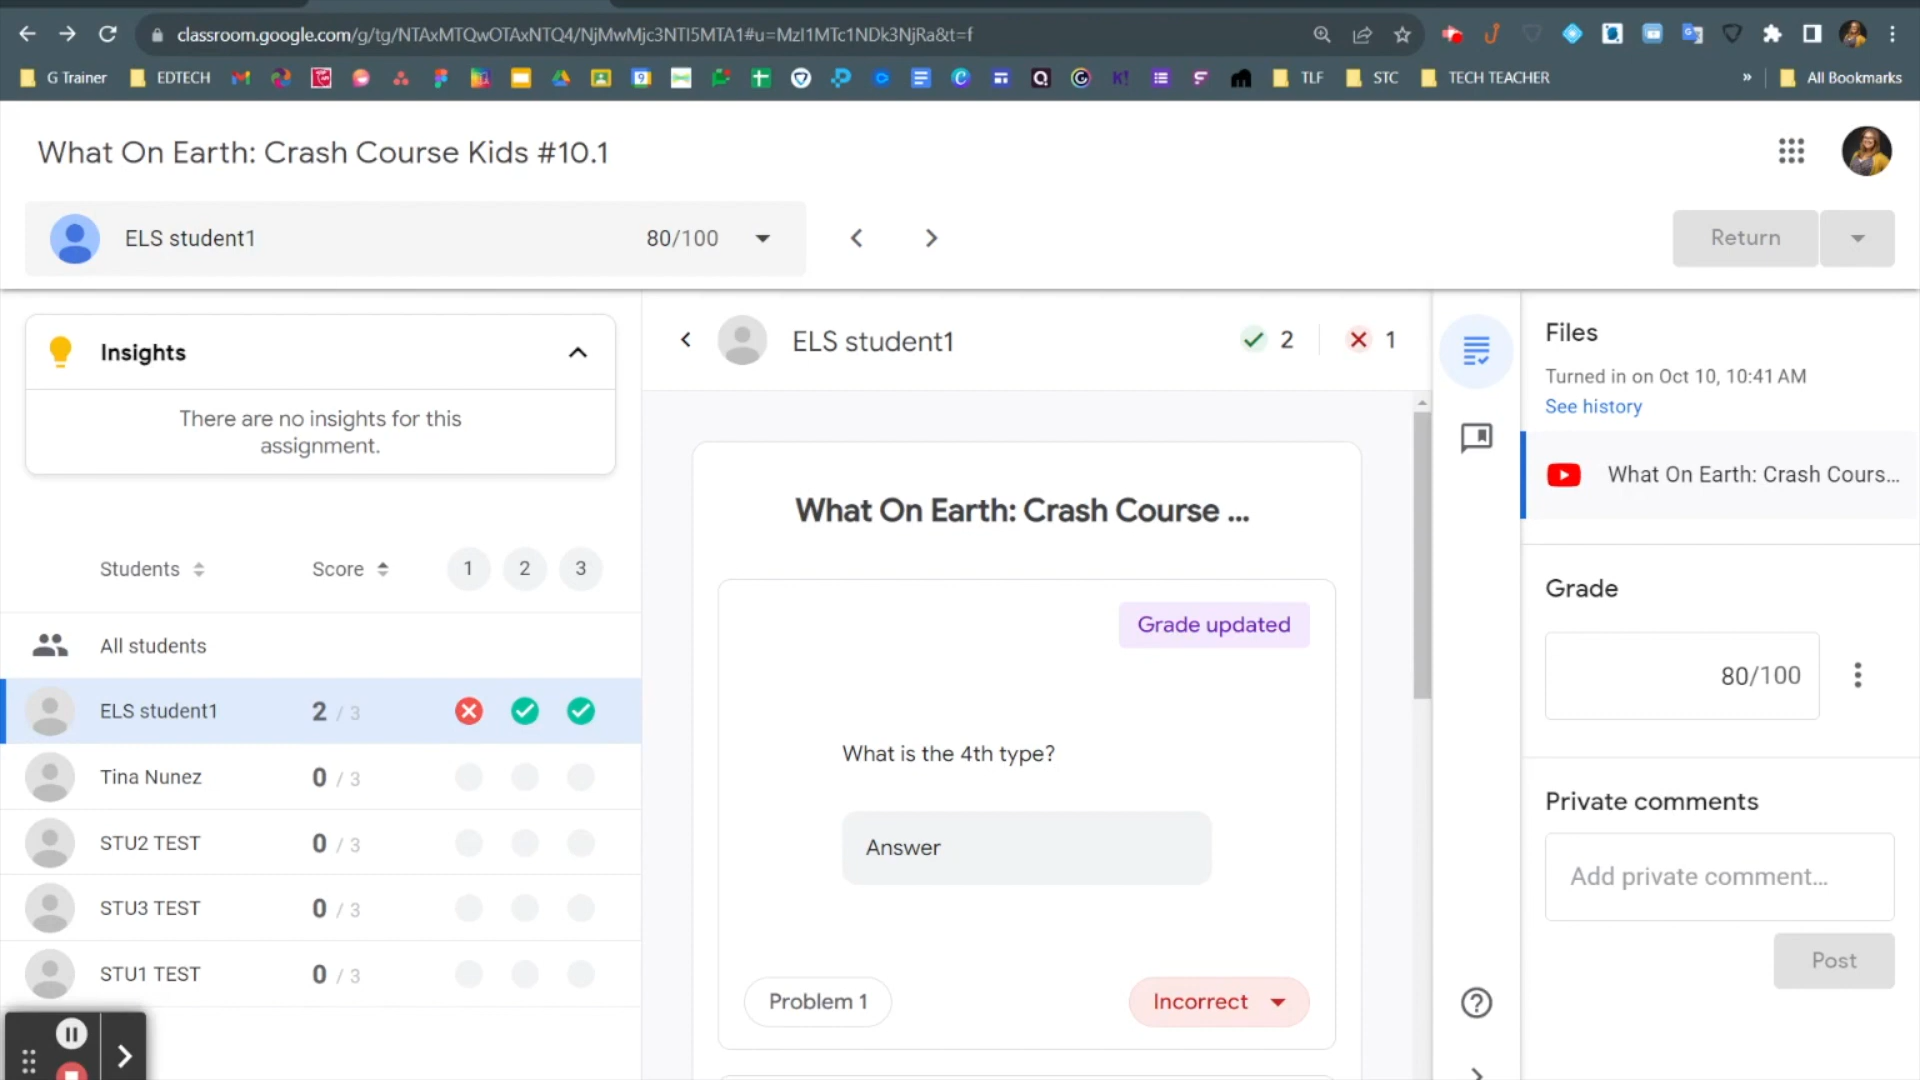 classroom.google.com/g/tg/NTAxMTQwOTAxNTQ4/NjMwMjc3NTI5MTA1#u=MzI1MTc1NDk3NjRa&t=f
G Trainer
EDTECH
TLF
STC
TECH TEACHER
»
All Bookmarks
What On Earth: Crash Course Kids #10.1
ELS student1
80/100
Return
Insights
There are no insights for this
assignment.
Students
Score
1
2
3
All students
ELS student1
2 / 3
Tina Nunez
0 / 3
STU2 TEST
0 / 3
STU3 TEST
0 / 3
STU1 TEST
0 / 3
ELS student1
2
1
What On Earth: Crash Course ...
Grade updated
What is the 4th type?
Answer
Problem 1
Incorrect
Files
Turned in on Oct 10, 10:41 AM
See history
What On Earth: Crash Cours...
Grade
80/100
Private comments
Add private comment...
Post